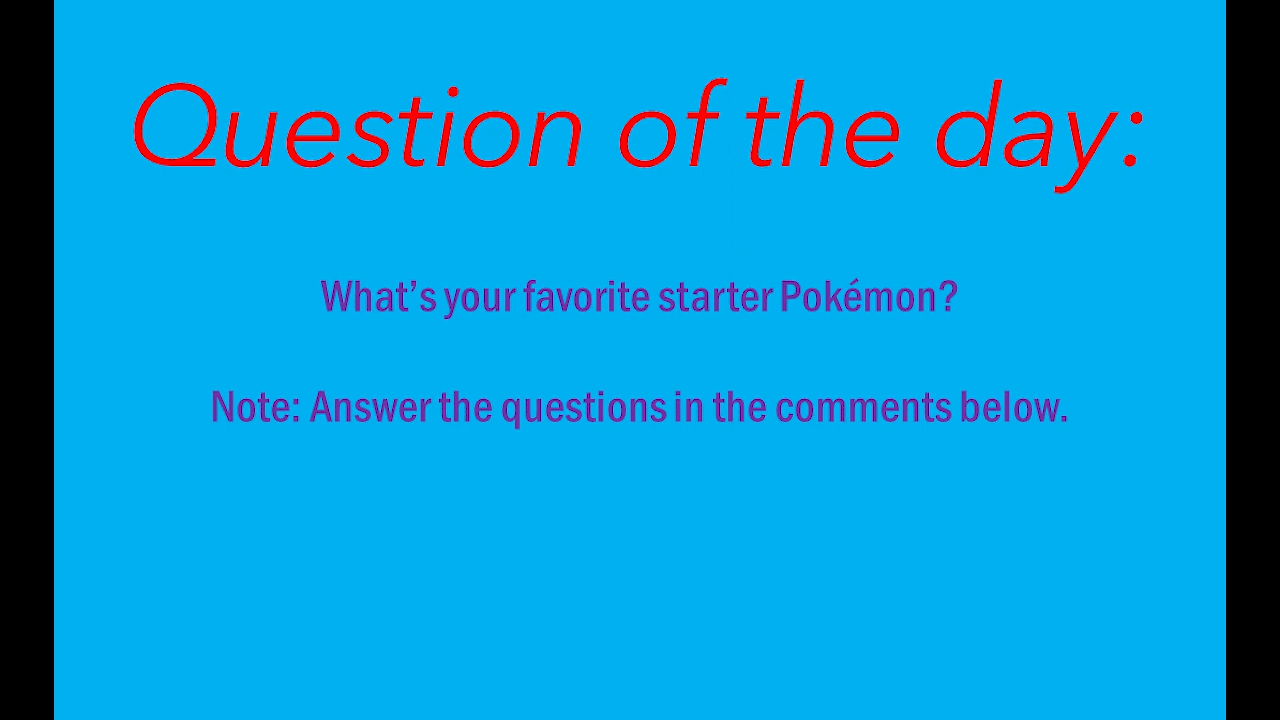 Question of the day:
What’s your favorite starter Pokémon?
Note: Answer the questions in the comments below.